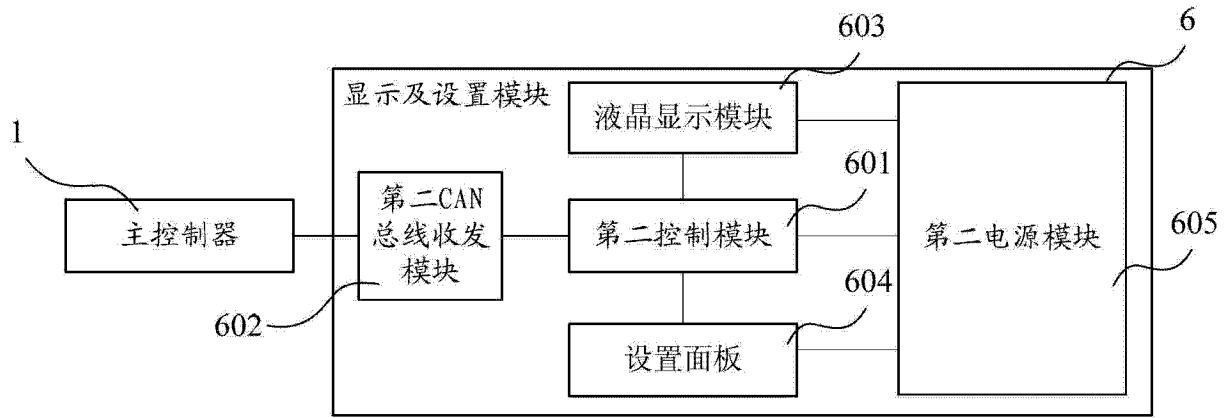 603
6
显示及设置模块
液晶显示模块
1
601
第二CAN
总线收发
模块
主控制器
第二控制模块
第二电源模块
605
602
604
设置面板